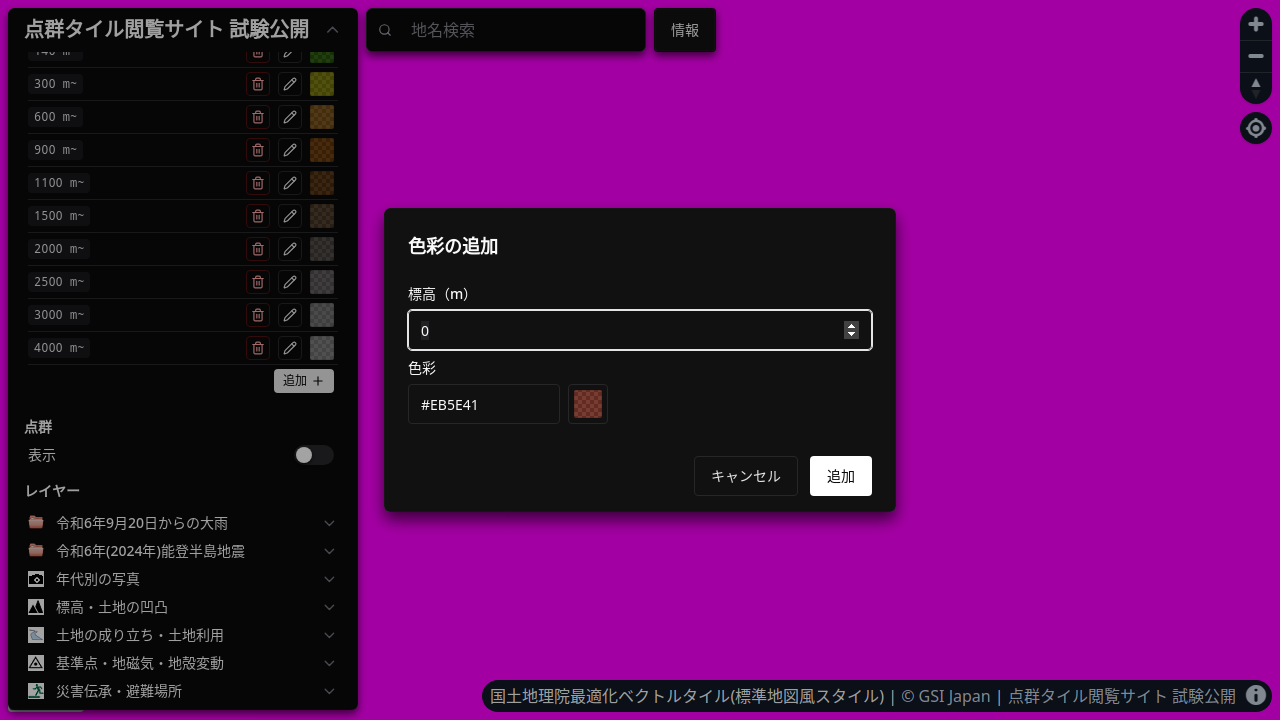 点群タイル閲覧サイト 試験公開
地名検索
情報
140 m~
300 m~
600 m~
900 m~
1100 m~
1500 m~
2000 m~
2500 m~
3000 m~
4000 m~
追加
点群
表示
レイヤー
令和6年9月20日からの大雨
令和6年(2024年)能登半島地震
年代別の写真
標高・土地の凹凸
土地の成り立ち・土地利用
基準点・地磁気・地殻変動
災害伝承・避難場所
色彩の追加
標高（m）
0
色彩
#EB5E41
キャンセル
追加
国土地理院最適化ベクトルタイル(標準地図風スタイル) | © GSI Japan | 点群タイル閲覧サイト 試験公開